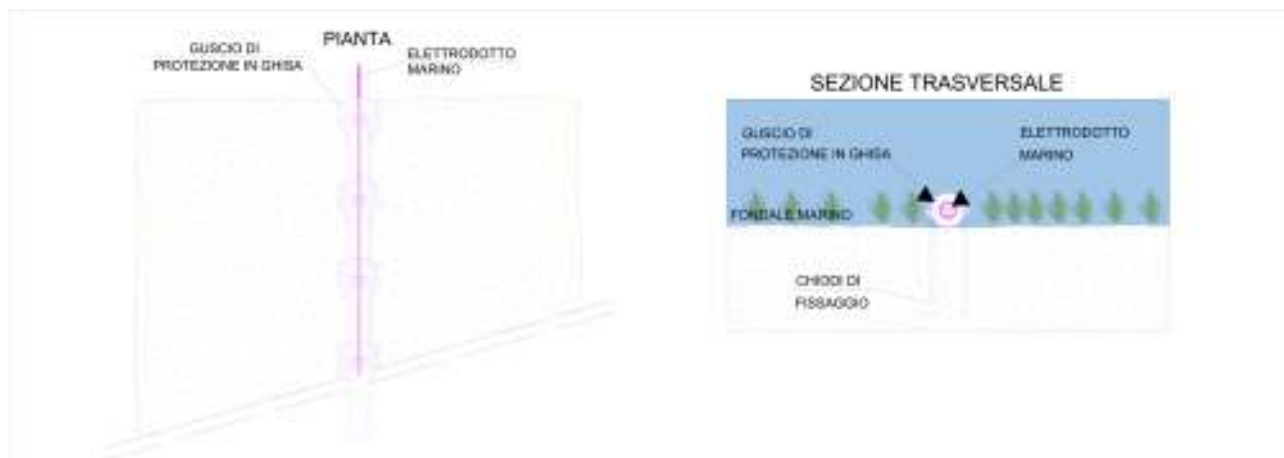 PIANTA
GUSCIO DI
PROTEZIONE IN GHISA
ELETTRODOTTO
MARINO
SEZIONE TRASVERSALE
GUSCIO DI
PROTEZIONE IN GHISA
ELETTRODOTTO
MARINO
FONDALE MARINO
CHIODI DI
FISSAGGIO